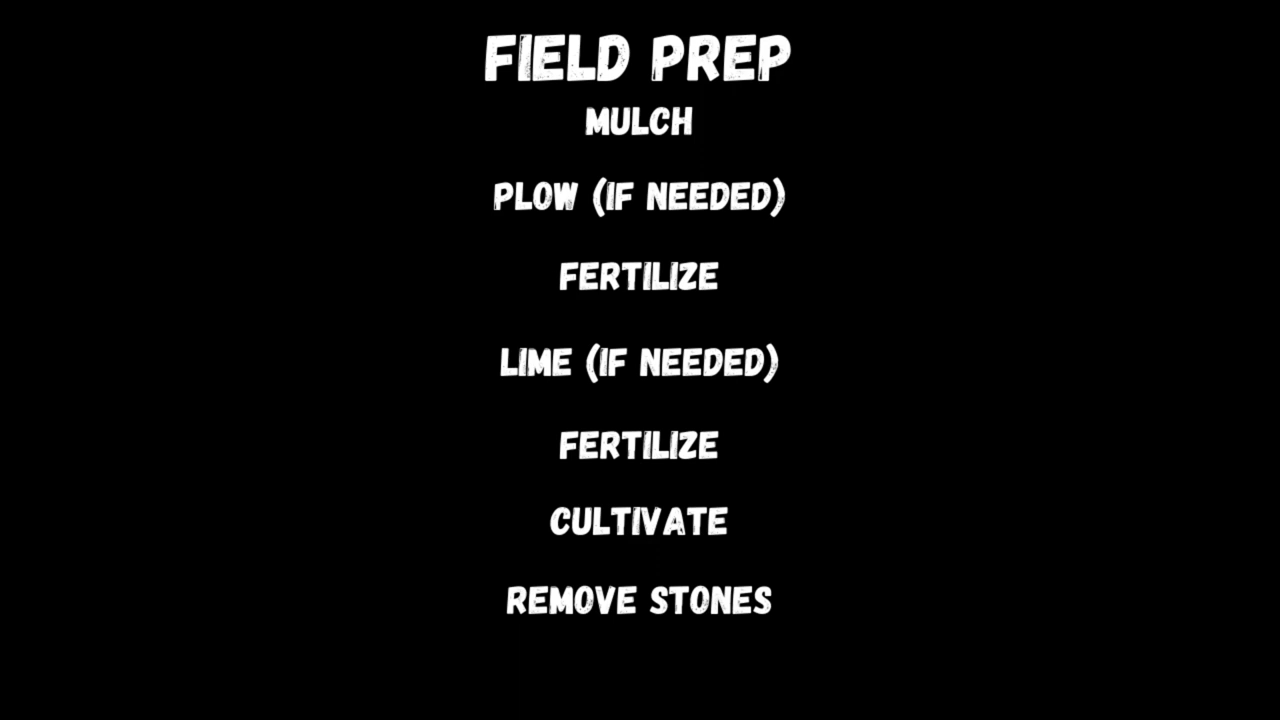 FIELD PREP
MULCH
PLOW (IF NEEDED)
FERTILIZE
LIME (IF NEEDED)
FERTILIZE
CULTIVATE
REMOVE STONES